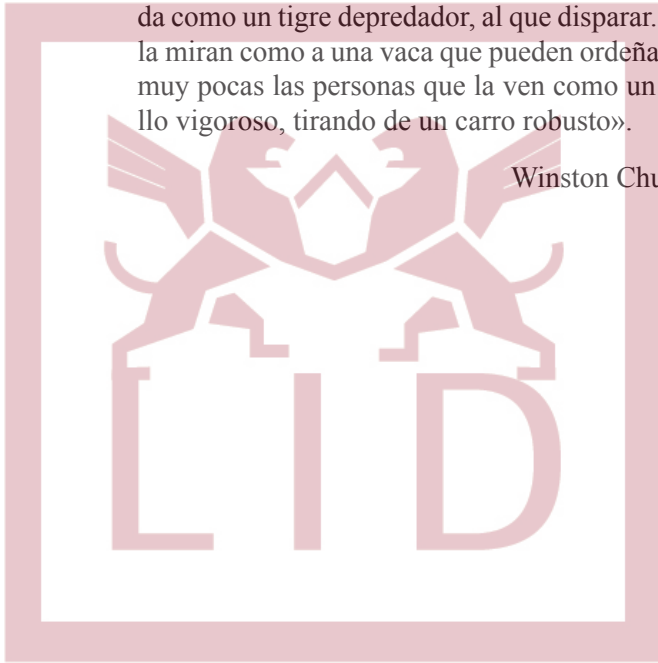 da como un tigre depredador, al que disparar.
la miran como a una vaca que pueden ordeña
muy pocas las personas que la ven como un
llo vigoroso, tirando de un carro robusto».
Winston Chu
LID